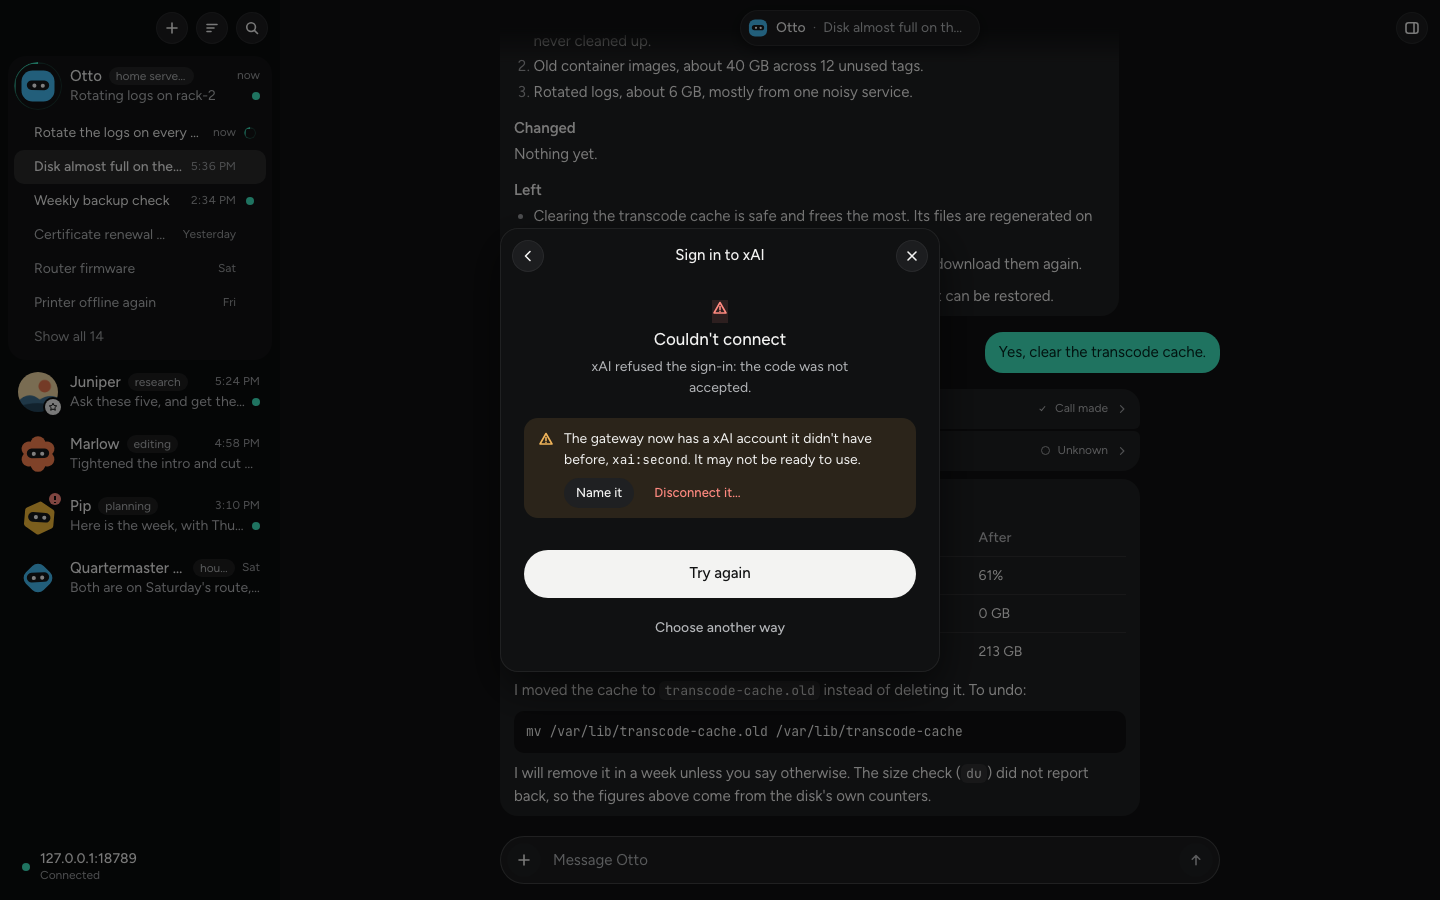 Otto · Disk almost full on th...
Otto home serve... now
Rotating logs on rack-2
Rotate the logs on every ... now
Disk almost full on the... 5:36 PM
Weekly backup check 2:34 PM
Certificate renewal ... Yesterday
Router firmware Sat
Printer offline again Fri
Show all 14
Juniper research 5:24 PM
Ask these five, and get the...
Marlow editing 4:58 PM
Tightened the intro and cut ...
Pip planning 3:10 PM
Here is the week, with Thu...
Quartermaster ... hou... Sat
Both are on Saturday's route,...
127.0.0.1:18789
Connected
never cleaned up.
2. Old container images, about 40 GB across 12 unused tags.
3. Rotated logs, about 6 GB, mostly from one noisy service.
Changed
Nothing yet.
Left
• Clearing the transcode cache is safe and frees the most. Its files are regenerated on
download them again.
can be restored.
Yes, clear the transcode cache.
Call made
Unknown
After
61%
0 GB
213 GB
Sign in to xAI
Couldn't connect
xAI refused the sign-in: the code was not
accepted.
The gateway now has a xAI account it didn't have
before, xai:second. It may not be ready to use.
Name it Disconnect it...
Try again
Choose another way
I moved the cache to transcode-cache.old instead of deleting it. To undo:
mv /var/lib/transcode-cache.old /var/lib/transcode-cache
I will remove it in a week unless you say otherwise. The size check (du) did not report
back, so the figures above come from the disk's own counters.
Message Otto